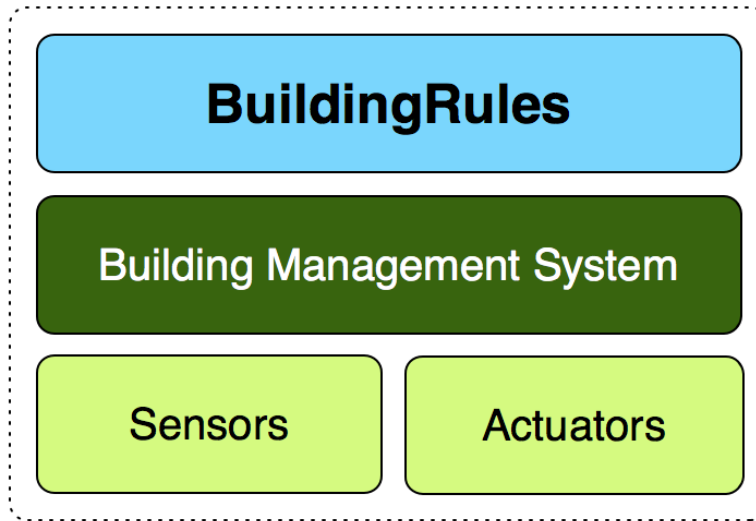 BuildingRules
Building Management System
Sensors
Actuators